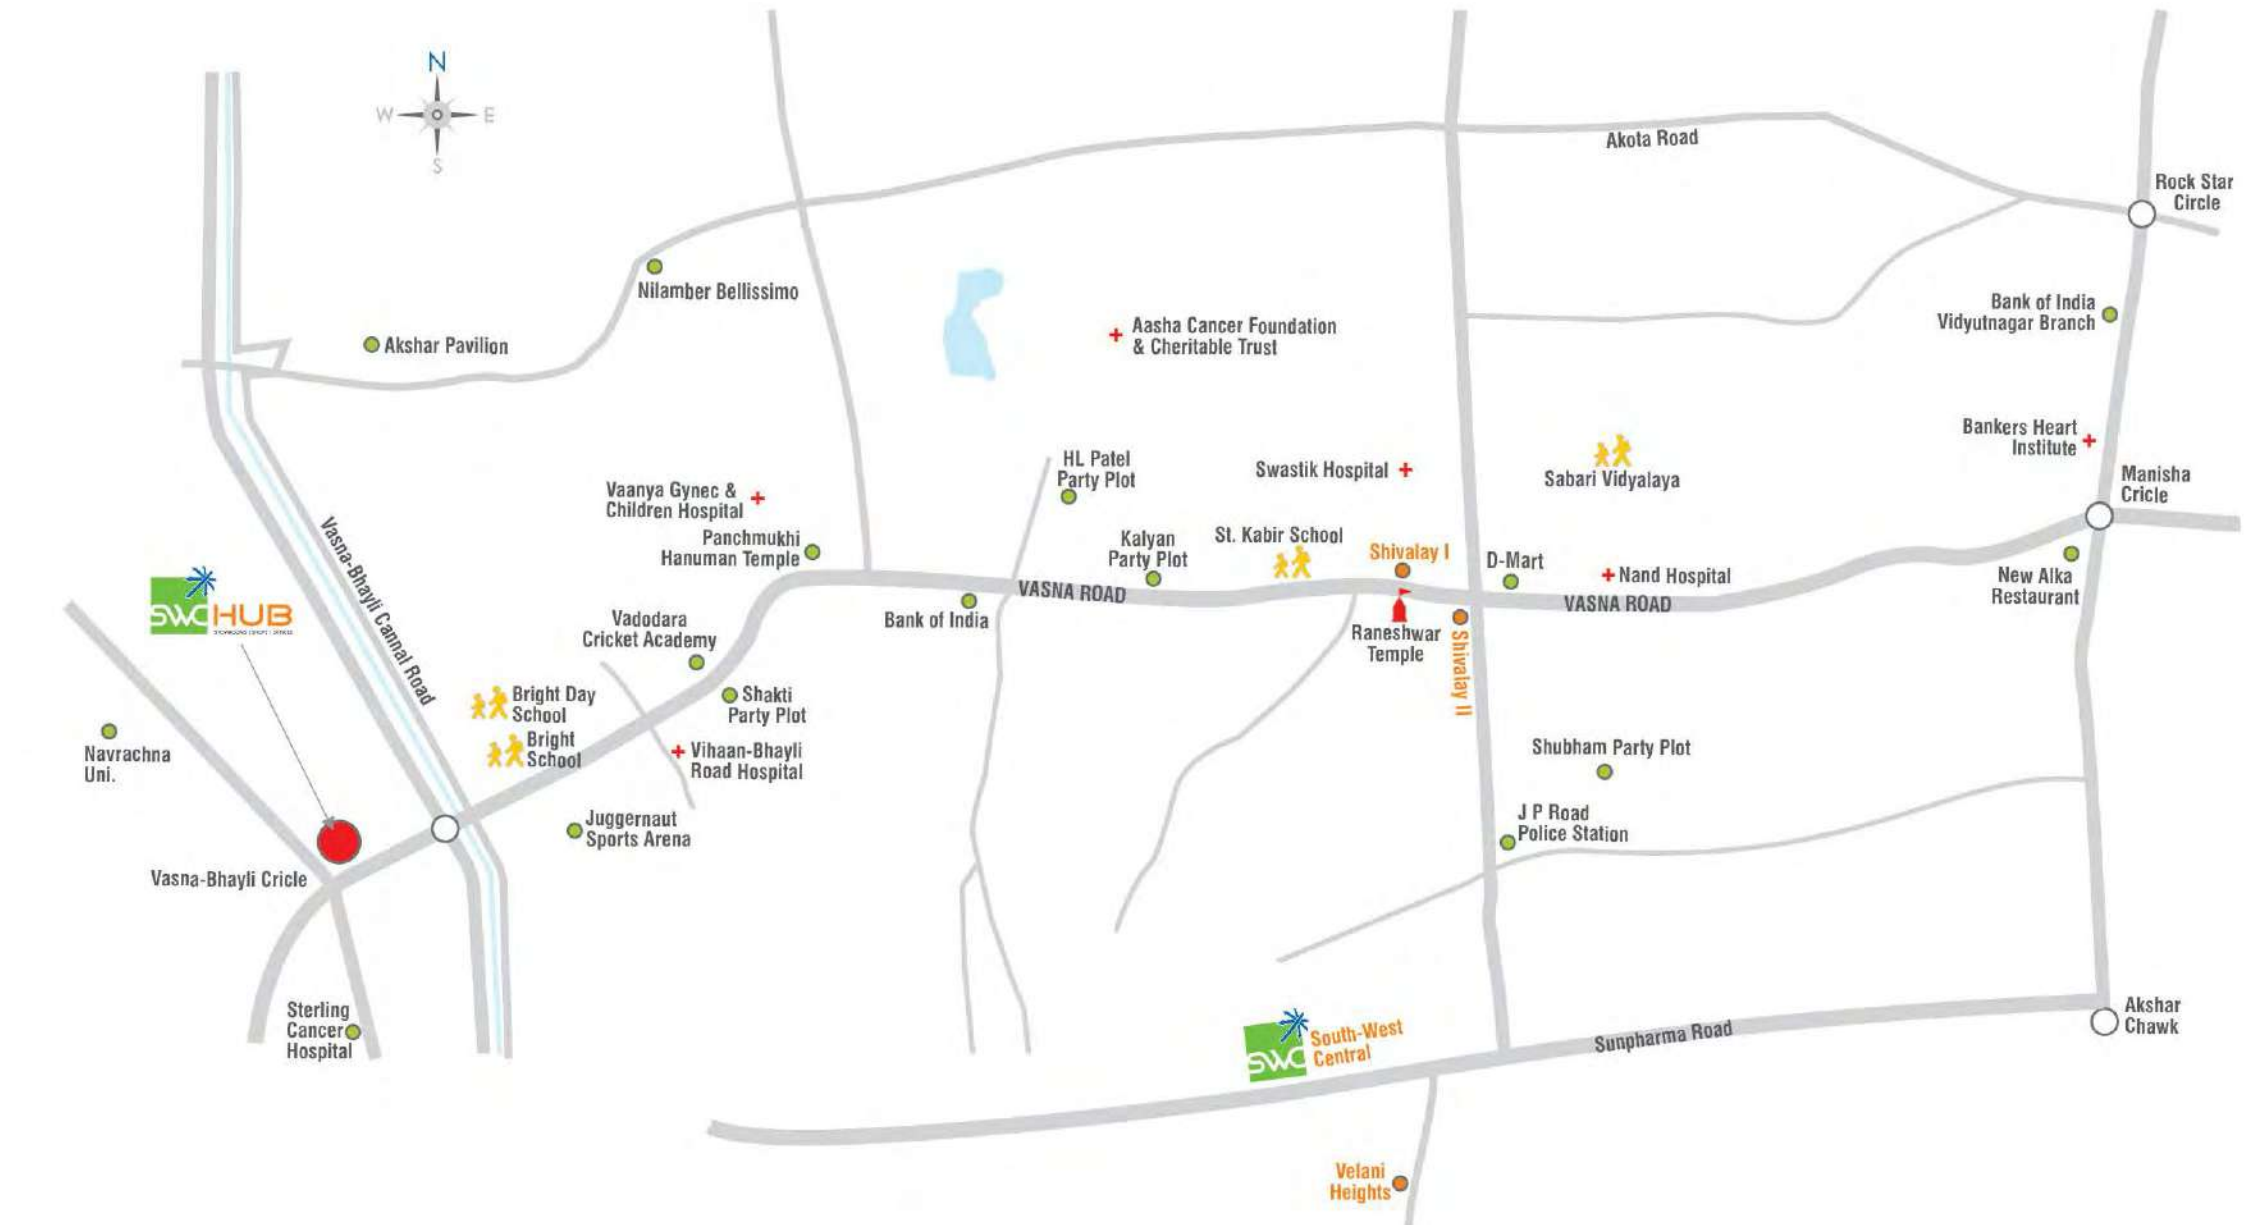 N
W
E
S
Akota Road
Rock Star
Circle
Nilamber Bellissimo
Akshar Pavilion
Aasha Cancer Foundation
& Cheritable Trust
Bank of India
Vidyutnagar Branch
Bankers Heart
Institute
Manisha
Cricle
HL Patel
Party Plot
Swastik Hospital
Sabari Vidyalaya
Vaanya Gynec &
Children Hospital
Panchmukhi
Hanuman Temple
Kalyan
Party Plot
St. Kabir School
Shivalay I
D-Mart
Nand Hospital
New Alka
Restaurant
Vasna-Bhayli Cannal Road
SWC HUB
VASNA ROAD
VASNA ROAD
Bank of India
Vadodara
Cricket Academy
Raneshwar
Temple
Shivalay II
Bright Day
School
Shakti
Party Plot
Bright
School
Vihaan-Bhayli
Road Hospital
Navrachna
Uni.
Shubham Party Plot
Juggernaut
Sports Arena
J P Road
Police Station
Vasna-Bhayli Cricle
Sterling
Cancer
Hospital
SWC
South-West
Central
Sunpharma Road
Akshar
Chawk
Velani
Heights